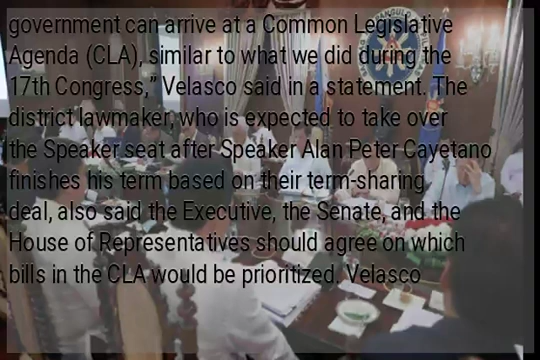 government can arrive at a Common Legislative
Agenda (CLA), similar to what we did during the
17th Congress,” Velasco said in a statement. The
district lawmaker, who is expected to take over
the Speaker seat after Speaker Alan Peter Cayetano
finishes his term based on their term-sharing
deal, also said the Executive, the Senate, and the
House of Representatives should agree on which
bills in the CLA would be prioritized. Velasco